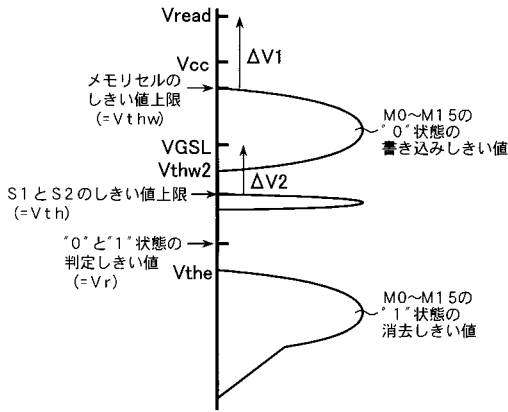 Vread
ΔV1
Vcc
メモリセルの
しきい値上限
(=Vthw)
M0～M15の
"0"状態の
書き込みしきい値
VGSL
Vthw2
ΔV2
S1とS2のしきい値上限
(=Vth)
"0"と"1"状態の
判定しきい値
(=Vr)
Vthe
M0～M15の
"1"状態の
消去しきい値